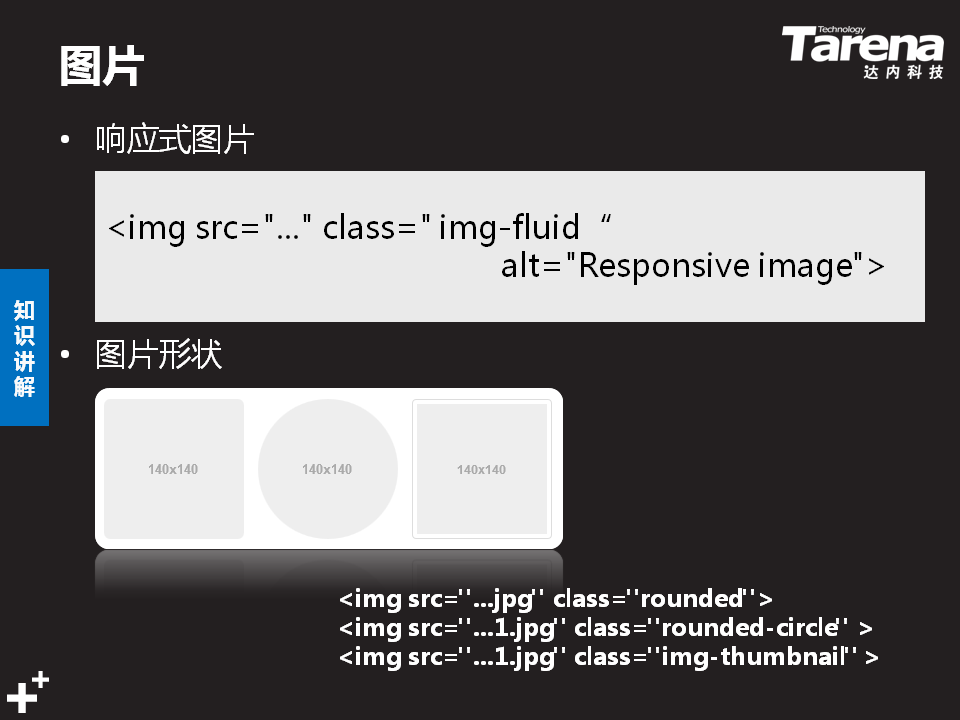 图片
Technology
Tarena
达内科技
• 响应式图片
<img src="..." class=" img-fluid “
alt="Responsive image">
知识讲解
• 图片形状
140x140 140x140 140x140
<img src="...jpg" class="rounded">
<img src="...1.jpg" class="rounded-circle" >
<img src="...1.jpg" class="img-thumbnail" >